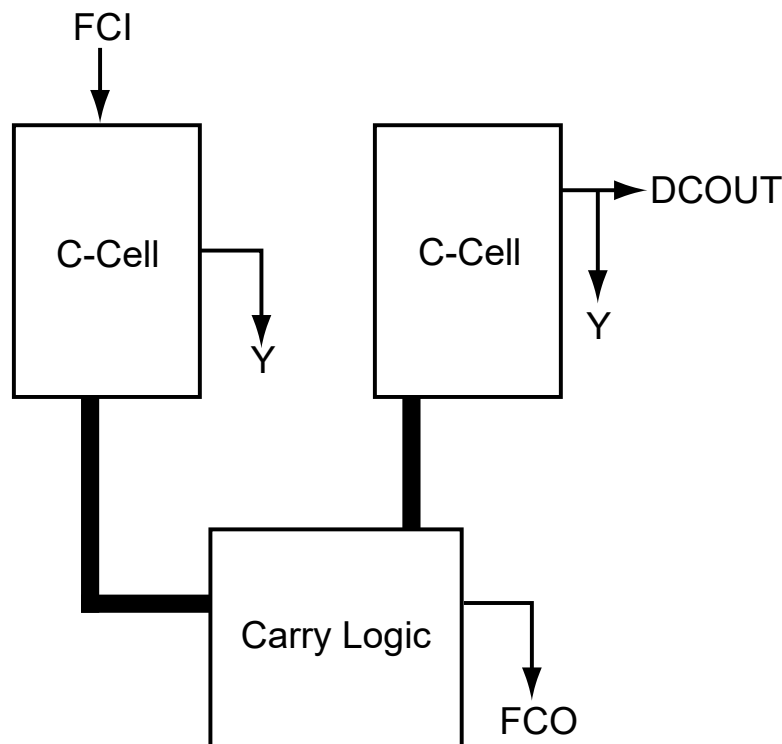 FCI
C-Cell
Y
C-Cell
DCOUT
Y
Carry Logic
FCO